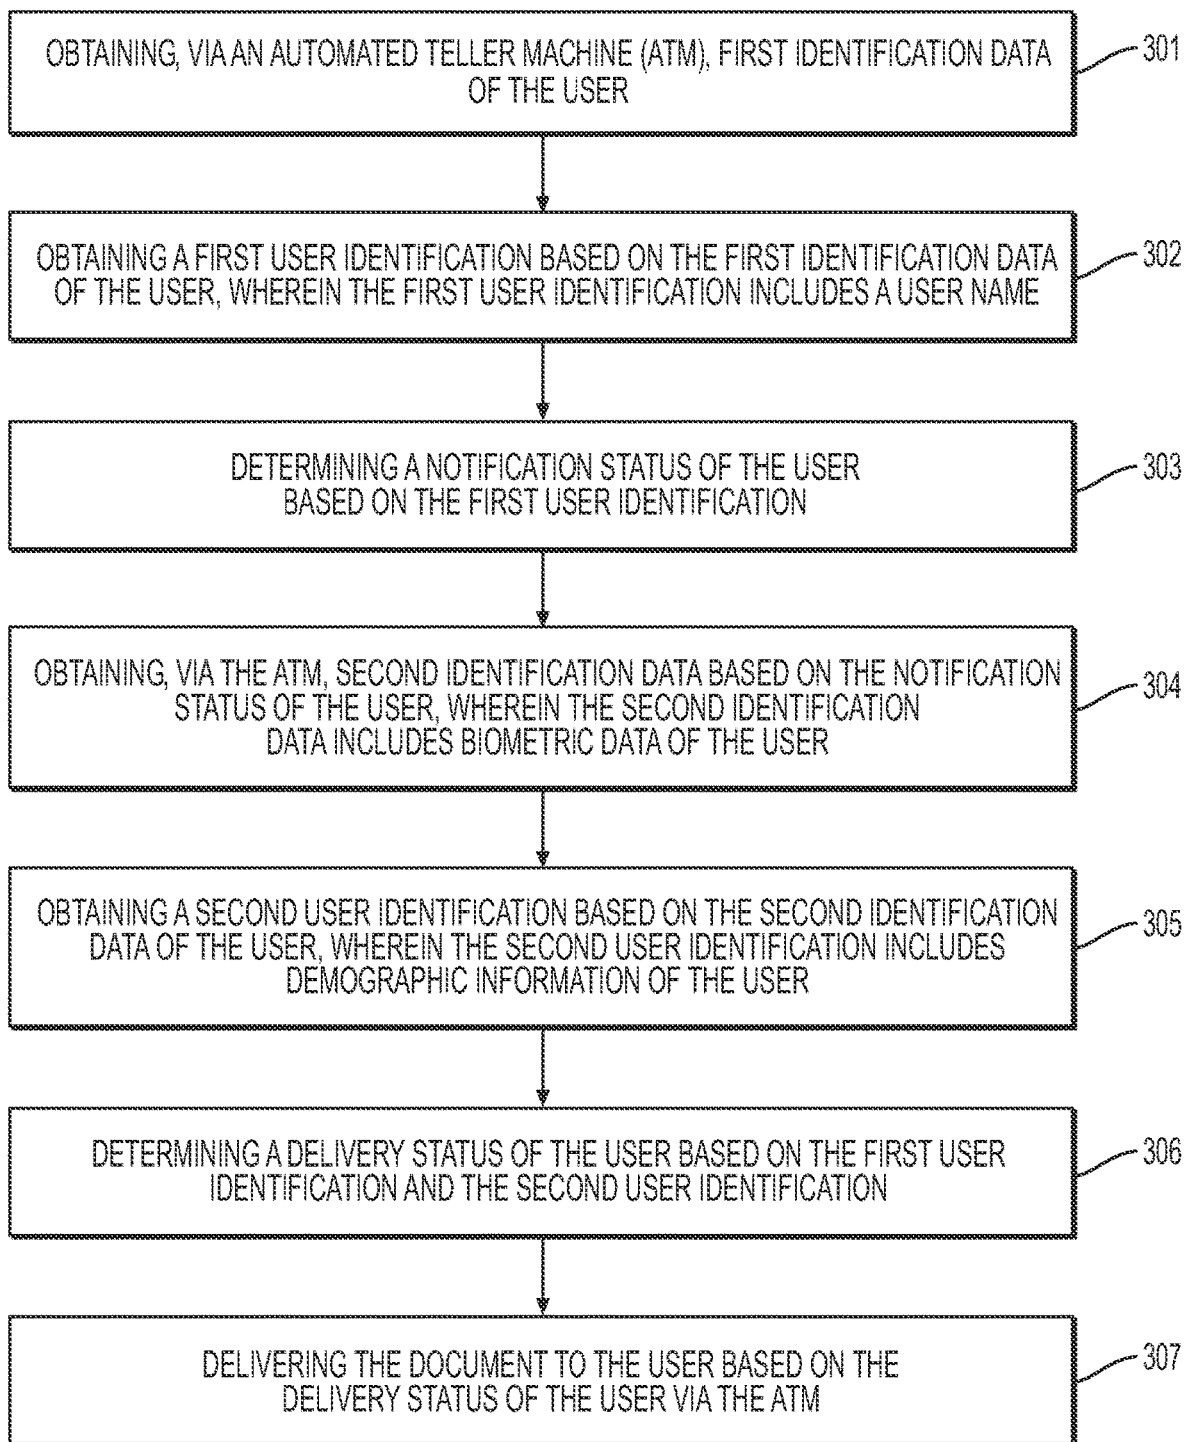 OBTAINING, VIA AN AUTOMATED TELLER MACHINE (ATM), FIRST IDENTIFICATION DATA
OF THE USER
301
OBTAINING A FIRST USER IDENTIFICATION BASED ON THE FIRST IDENTIFICATION DATA
OF THE USER, WHEREIN THE FIRST USER IDENTIFICATION INCLUDES A USER NAME
302
DETERMINING A NOTIFICATION STATUS OF THE USER
BASED ON THE FIRST USER IDENTIFICATION
303
OBTAINING, VIA THE ATM, SECOND IDENTIFICATION DATA BASED ON THE NOTIFICATION
STATUS OF THE USER, WHEREIN THE SECOND IDENTIFICATION
DATA INCLUDES BIOMETRIC DATA OF THE USER
304
OBTAINING A SECOND USER IDENTIFICATION BASED ON THE SECOND IDENTIFICATION
DATA OF THE USER, WHEREIN THE SECOND USER IDENTIFICATION INCLUDES
DEMOGRAPHIC INFORMATION OF THE USER
305
DETERMINING A DELIVERY STATUS OF THE USER BASED ON THE FIRST USER
IDENTIFICATION AND THE SECOND USER IDENTIFICATION
306
DELIVERING THE DOCUMENT TO THE USER BASED ON THE
DELIVERY STATUS OF THE USER VIA THE ATM
307